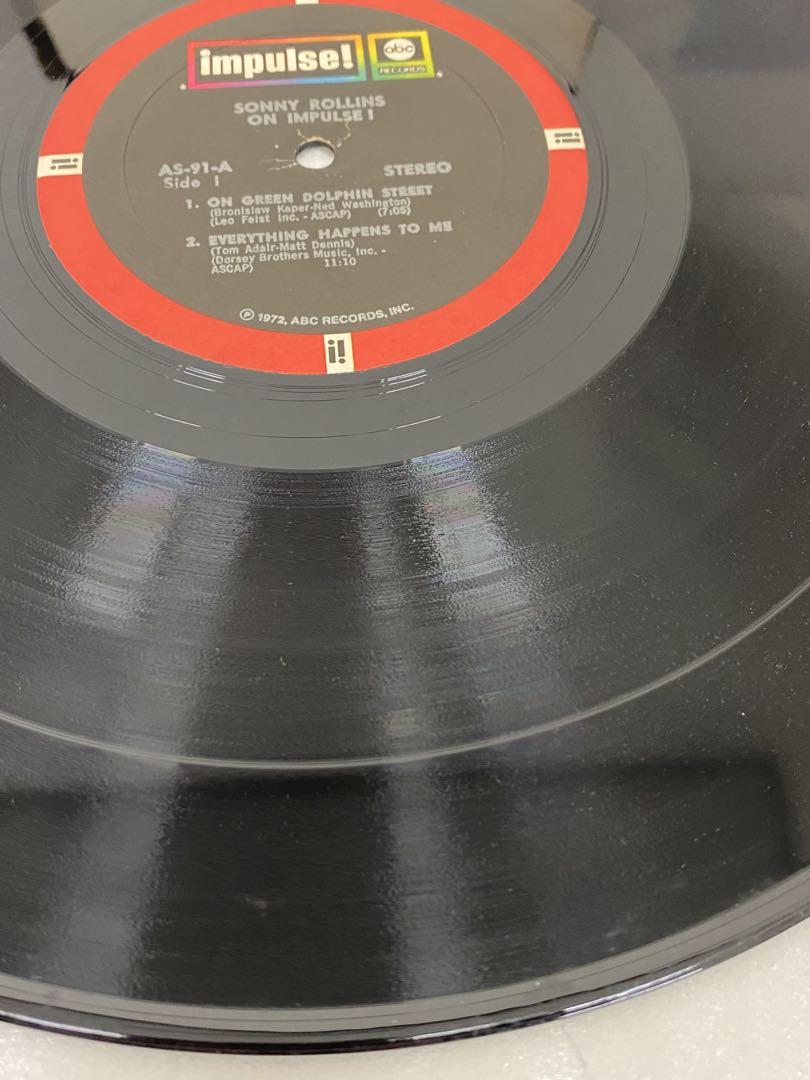 impulse! abc
RECORDS
SONNY ROLLINS
ON IMPULSE!
AS-91-A STEREO
Side 1
1. ON GREEN DOLPHIN STREET
(Bronislaw Kaper-Ned Washington)
(Leo Feist Inc. - ASCAP) (7:05)
2. EVERYTHING HAPPENS TO ME
(Tom Adair-Matt Dennis)
(Dorsey Brothers Music, Inc. -
ASCAP) 11:10
℗ 1972, ABC RECORDS, INC.
i!
i!
i!